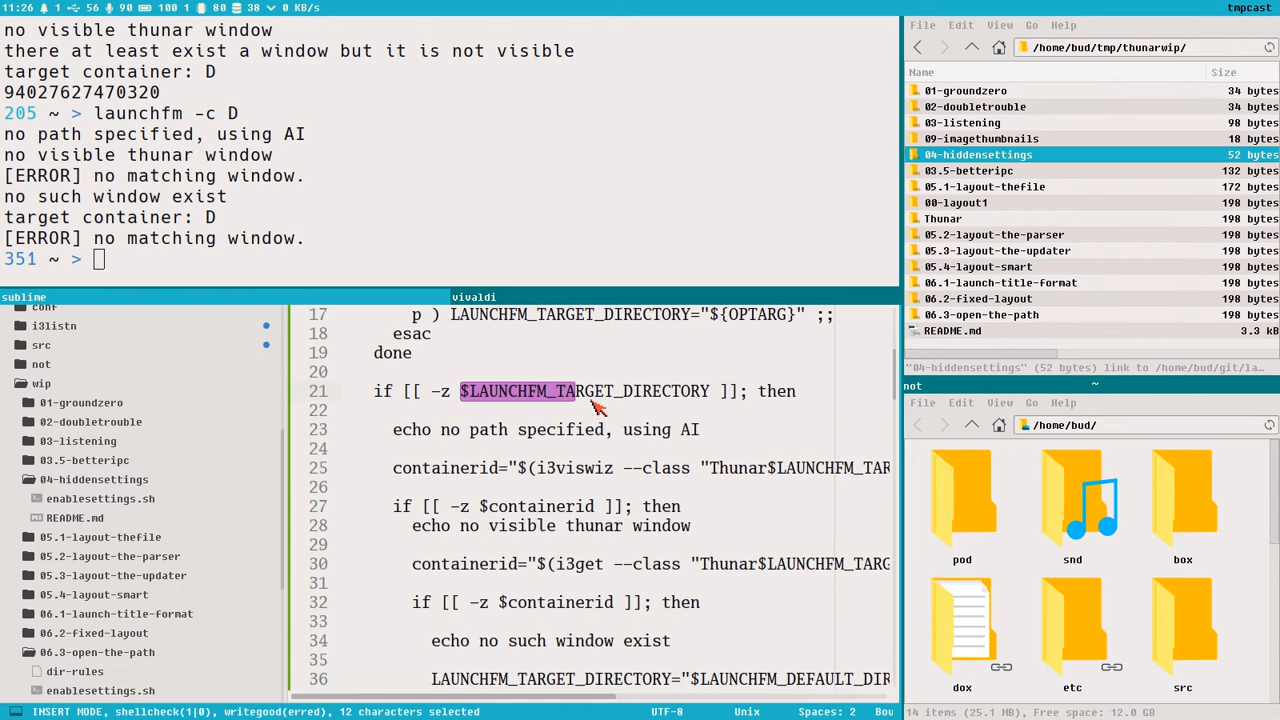 11:26 1 56 90 100 1 80 38 0 KB/s
tmpcast
no visible thunar window
there at least exist a window but it is not visible
target container: D
94027627470320
205 ~ > launchfm -c D
no path specified, using AI
no visible thunar window
[ERROR] no matching window.
no such window exist
target container: D
[ERROR] no matching window.
351 ~ >
File Edit View Go Help
/home/bud/tmp/thunarwip/
Name Size
01-groundzero 34 bytes
02-doubletrouble 34 bytes
03-listening 98 bytes
09-imagethumbnails 18 bytes
04-hiddensettings 52 bytes
03.5-betteripc 132 bytes
05.1-layout-thefile 172 bytes
00-layout1 198 bytes
Thunar 198 bytes
05.2-layout-the-parser 198 bytes
05.3-layout-the-updater 198 bytes
05.4-layout-smart 198 bytes
06.1-launch-title-format 198 bytes
06.2-fixed-layout 198 bytes
06.3-open-the-path 198 bytes
README.md 3.3 kB
"04-hiddensettings" (52 bytes) link to /home/bud/git/la…
sublime
vivaldi
conf
i3listn
src
not
wip
01-groundzero
02-doubletrouble
03-listening
03.5-betteripc
04-hiddensettings
enablesettings.sh
README.md
05.1-layout-thefile
05.2-layout-the-parser
05.3-layout-the-updater
05.4-layout-smart
06.1-launch-title-format
06.2-fixed-layout
06.3-open-the-path
dir-rules
enablesettings.sh
17 p ) LAUNCHFM_TARGET_DIRECTORY="${OPTARG}" ;;
18 esac
19 done
20
21 if [[ -z $LAUNCHFM_TARGET_DIRECTORY ]]; then
22
23 echo no path specified, using AI
24
25 containerid="$(i3viswiz --class "Thunar$LAUNCHFM_TAR
26
27 if [[ -z $containerid ]]; then
28 echo no visible thunar window
29
30 containerid="$(i3get --class "Thunar$LAUNCHFM_TARG
31
32 if [[ -z $containerid ]]; then
33
34 echo no such window exist
35
36 LAUNCHFM_TARGET_DIRECTORY="$LAUNCHFM_DEFAULT_DIR
INSERT MODE, shellcheck(1|0), writegood(erred), 12 characters selected
UTF-8 Unix Spaces: 2 Bou
not ~
File Edit View Go Help
/home/bud/
pod snd box
dox etc src
14 items (25.1 MB), Free space: 12.0 GB